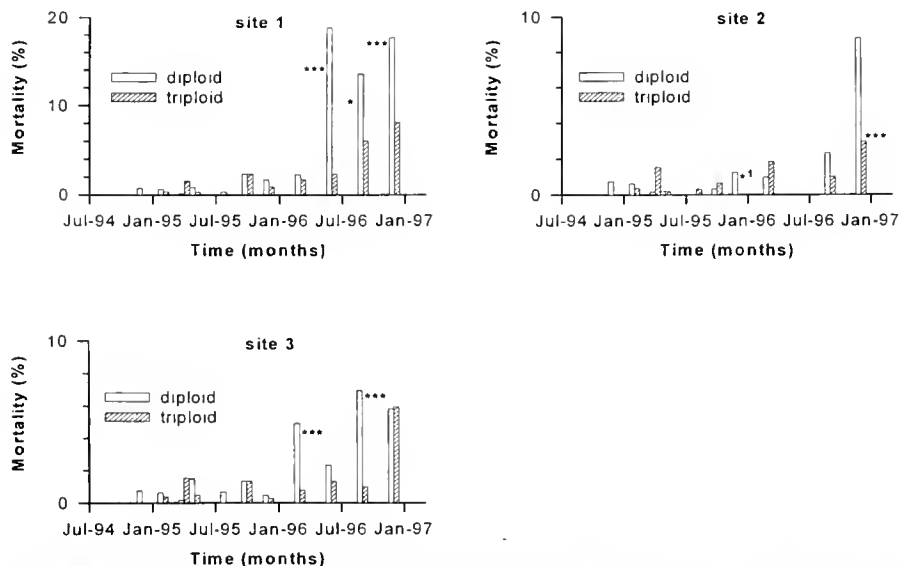 site 1
20
10
0
Mortality (%)
diploid
triploid
***
*
***
Jul-94 Jan-95 Jul-95 Jan-96 Jul-96 Jan-97
Time (months)
site 2
10
0
Mortality (%)
diploid
triploid
*1
***
Jul-94 Jan-95 Jul-95 Jan-96 Jul-96 Jan-97
Time (months)
site 3
10
0
Mortality (%)
diploid
triploid
***
***
Jul-94 Jan-95 Jul-95 Jan-96 Jul-96 Jan-97
Time (months)